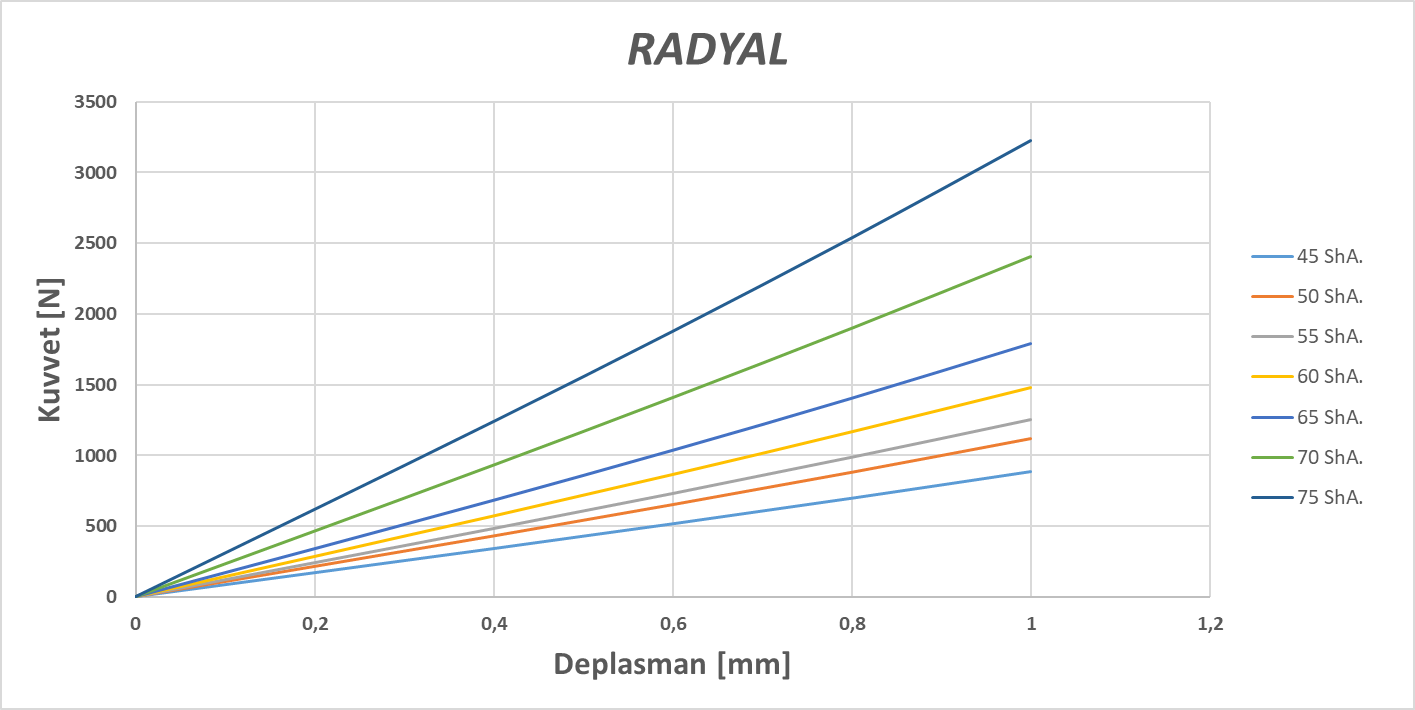 RADYAL
3500
3000
2500
2000
1500
1000
500
0
Kuvvet [N]
0 0,2 0,4 0,6 0,8 1 1,2
Deplasman [mm]
45 ShA.
50 ShA.
55 ShA.
60 ShA.
65 ShA.
70 ShA.
75 ShA.